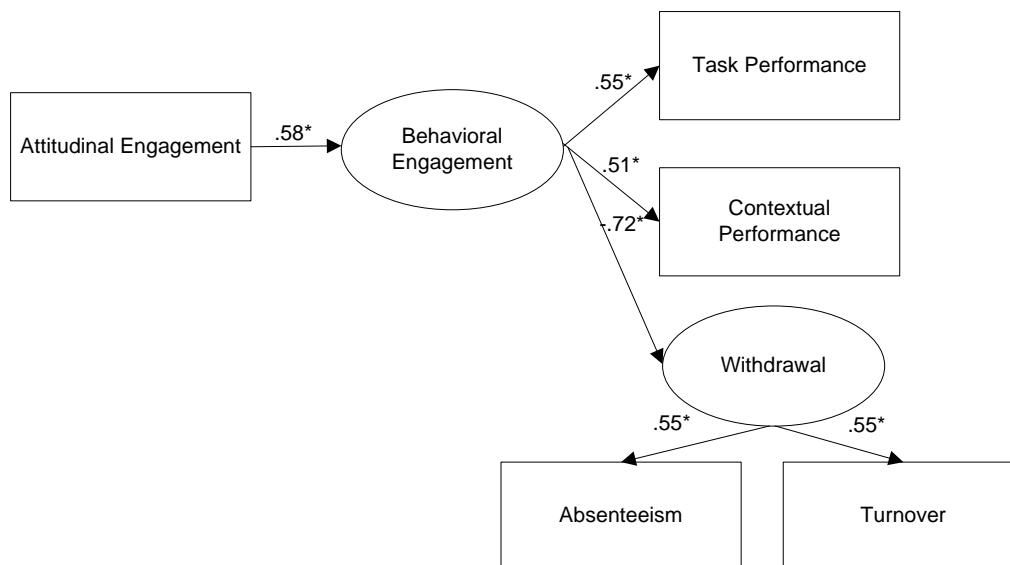 Task Performance
.55*
Attitudinal Engagement
.58*
Behavioral
Engagement
.51*
Contextual
Performance
-.72*
Withdrawal
.55*
.55*
Absenteeism
Turnover